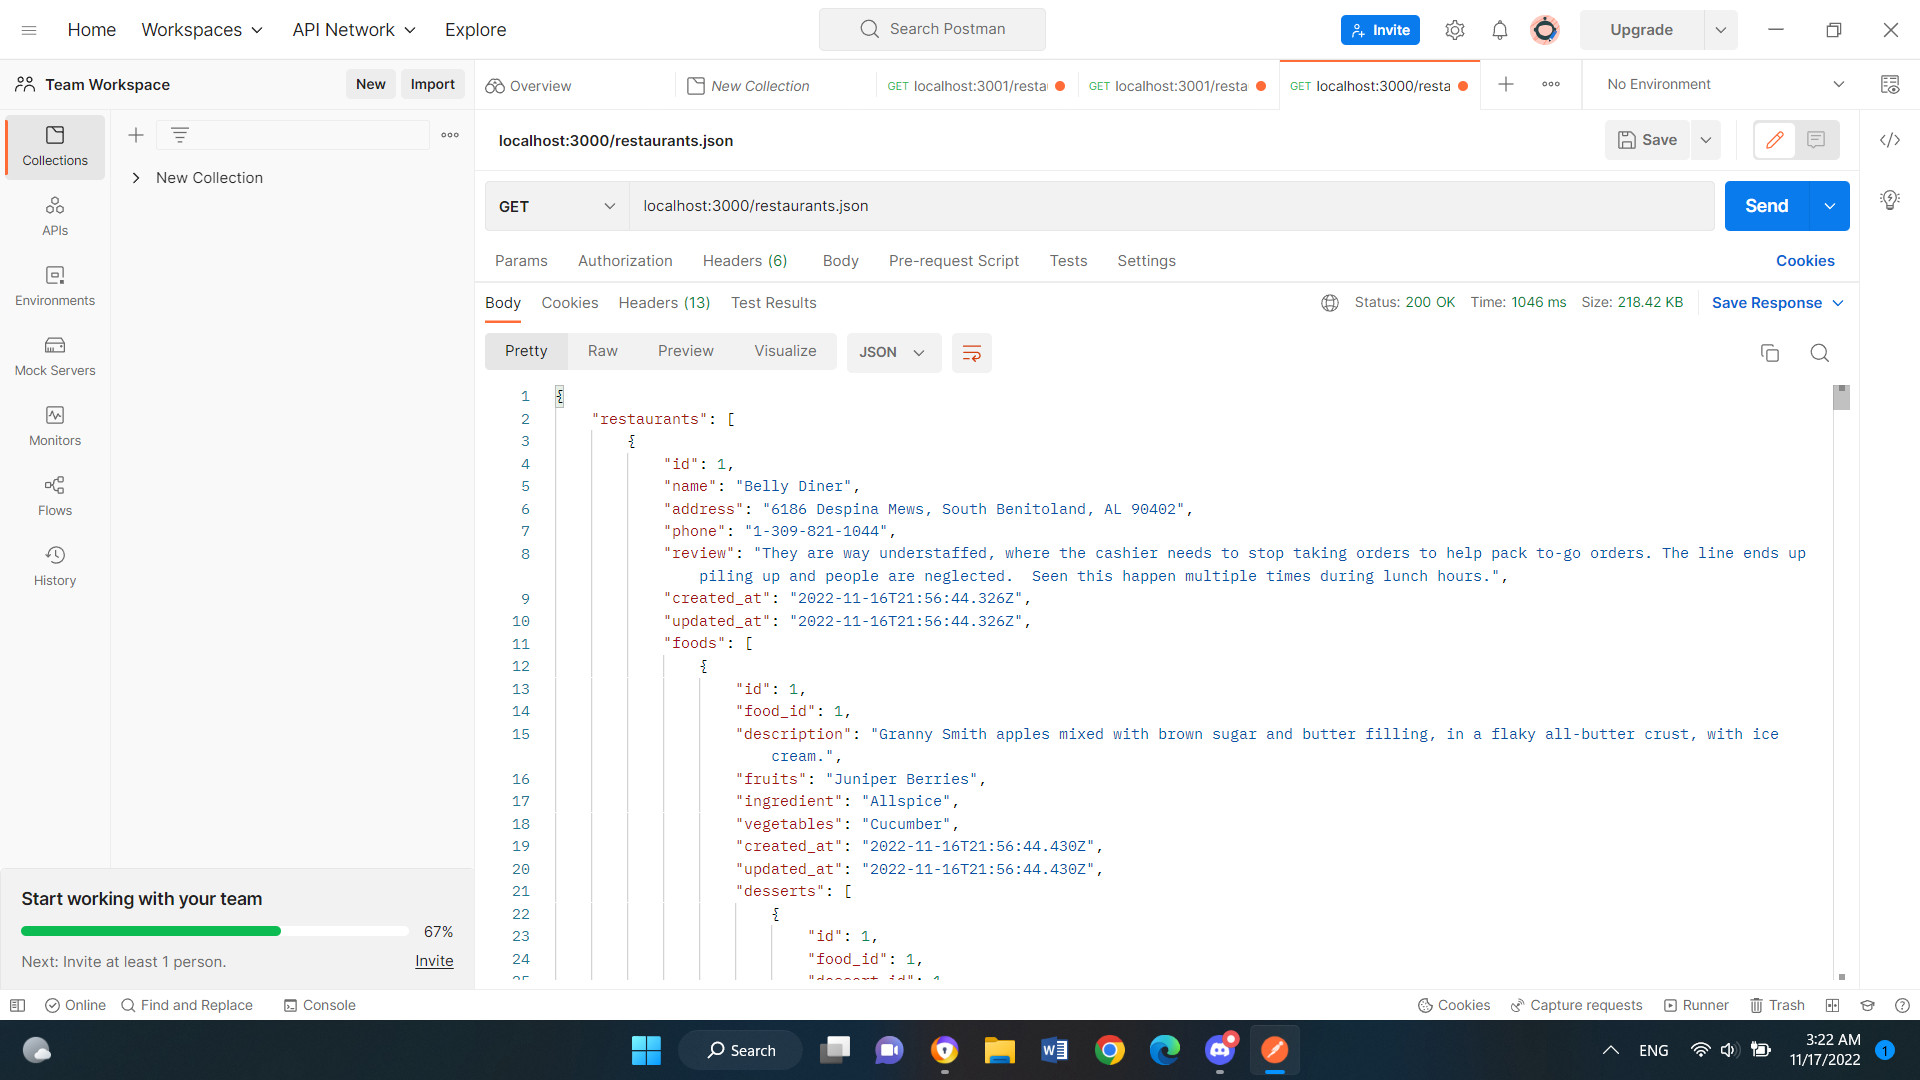 Home Workspaces API Network Explore Search Postman Invite Upgrade
Team Workspace New Import Overview New Collection GET localhost:3001/resta GET localhost:3001/resta GET localhost:3000/resta No Environment
Collections
New Collection
APIs
Environments
Mock Servers
Monitors
Flows
History
localhost:3000/restaurants.json Save
GET localhost:3000/restaurants.json Send
Params Authorization Headers (6) Body Pre-request Script Tests Settings Cookies
Body Cookies Headers (13) Test Results Status: 200 OK Time: 1046 ms Size: 218.42 KB Save Response
Pretty Raw Preview Visualize JSON
1 {
2 "restaurants": [
3 {
4 "id": 1,
5 "name": "Belly Diner",
6 "address": "6186 Despina Mews, South Benitoland, AL 90402",
7 "phone": "1-309-821-1044",
8 "review": "They are way understaffed, where the cashier needs to stop taking orders to help pack to-go orders. The line ends up
piling up and people are neglected.  Seen this happen multiple times during lunch hours.",
9 "created_at": "2022-11-16T21:56:44.326Z",
10 "updated_at": "2022-11-16T21:56:44.326Z",
11 "foods": [
12 {
13 "id": 1,
14 "food_id": 1,
15 "description": "Granny Smith apples mixed with brown sugar and butter filling, in a flaky all-butter crust, with ice
cream.",
16 "fruits": "Juniper Berries",
17 "ingredient": "Allspice",
18 "vegetables": "Cucumber",
19 "created_at": "2022-11-16T21:56:44.430Z",
20 "updated_at": "2022-11-16T21:56:44.430Z",
21 "desserts": [
22 {
23 "id": 1,
24 "food_id": 1,
25 "dessert_id": 1
Start working with your team
67%
Next: Invite at least 1 person. Invite
Online Find and Replace Console Cookies Capture requests Runner Trash
Search ENG 3:22 AM
11/17/2022 1